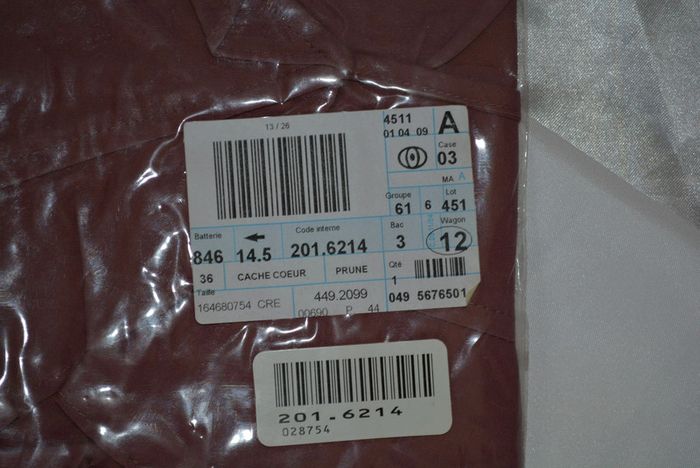 13 / 26
4511
01 04 09 A
Case
03
MA A
Groupe 6 Lot
61 451
Batterie Code interne Bac Wagon
846 14.5 201.6214 3 12
36 CACHE COEUR PRUNE Qté
1
Taille
164680754 CRE 449.2099 049 5676501
00690 P 44
201-6214
028754